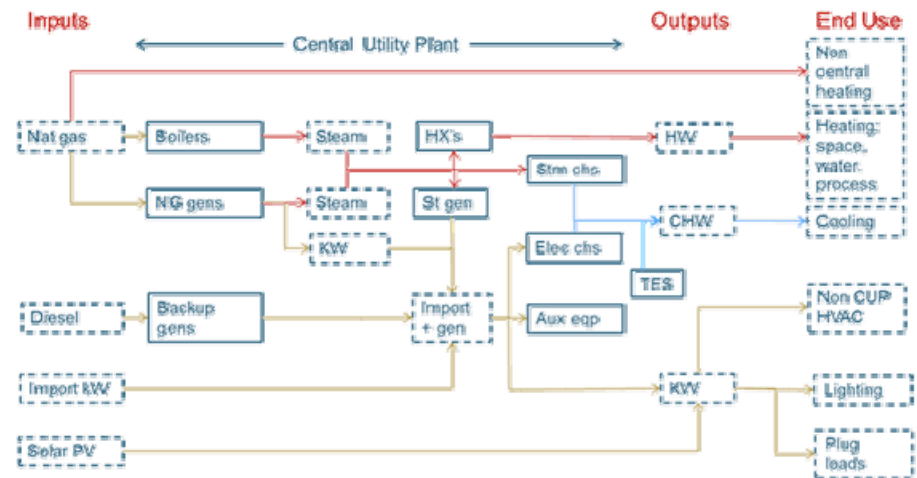 Inputs
Outputs
End Use
Central Utility Plant
Non
central
heating
Nat gas
Boilers
Steam
HX's
HW
Heating:
space,
water,
process
Stm chs
NG gens
Steam
St gen
CHW
Cooling
KW
Elec chs
TES
Diesel
Backup
gens
Import
+ gen
Aux eqp
Non CUP
HVAC
Import kW
KW
Lighting
Solar PV
Plug
loads